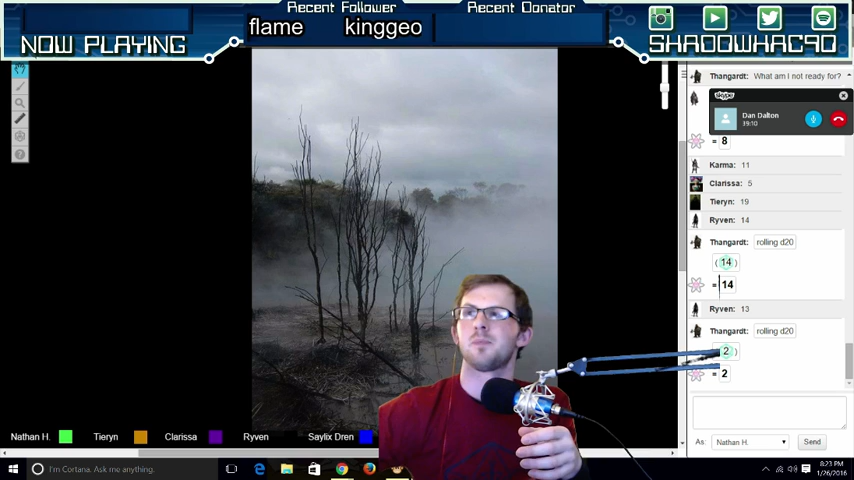 Recent Follower
Recent Donator
flame kinggeo
NOW PLAYING
SHADOWHAC90
Thangardt: What am I not ready for?
skype
Dan Dalton
39:10
= 8
Karma: 11
Clarissa: 5
Tieryn: 19
Ryven: 14
Thangardt: rolling d20
(14)
= 14
Ryven: 13
Thangardt: rolling d20
2)
= 2
Nathan H.
Tieryn
Clarissa
Ryven
Saylix Dren
As: Nathan H.
Send
I'm Cortana. Ask me anything.
8:23 PM
1/26/2016